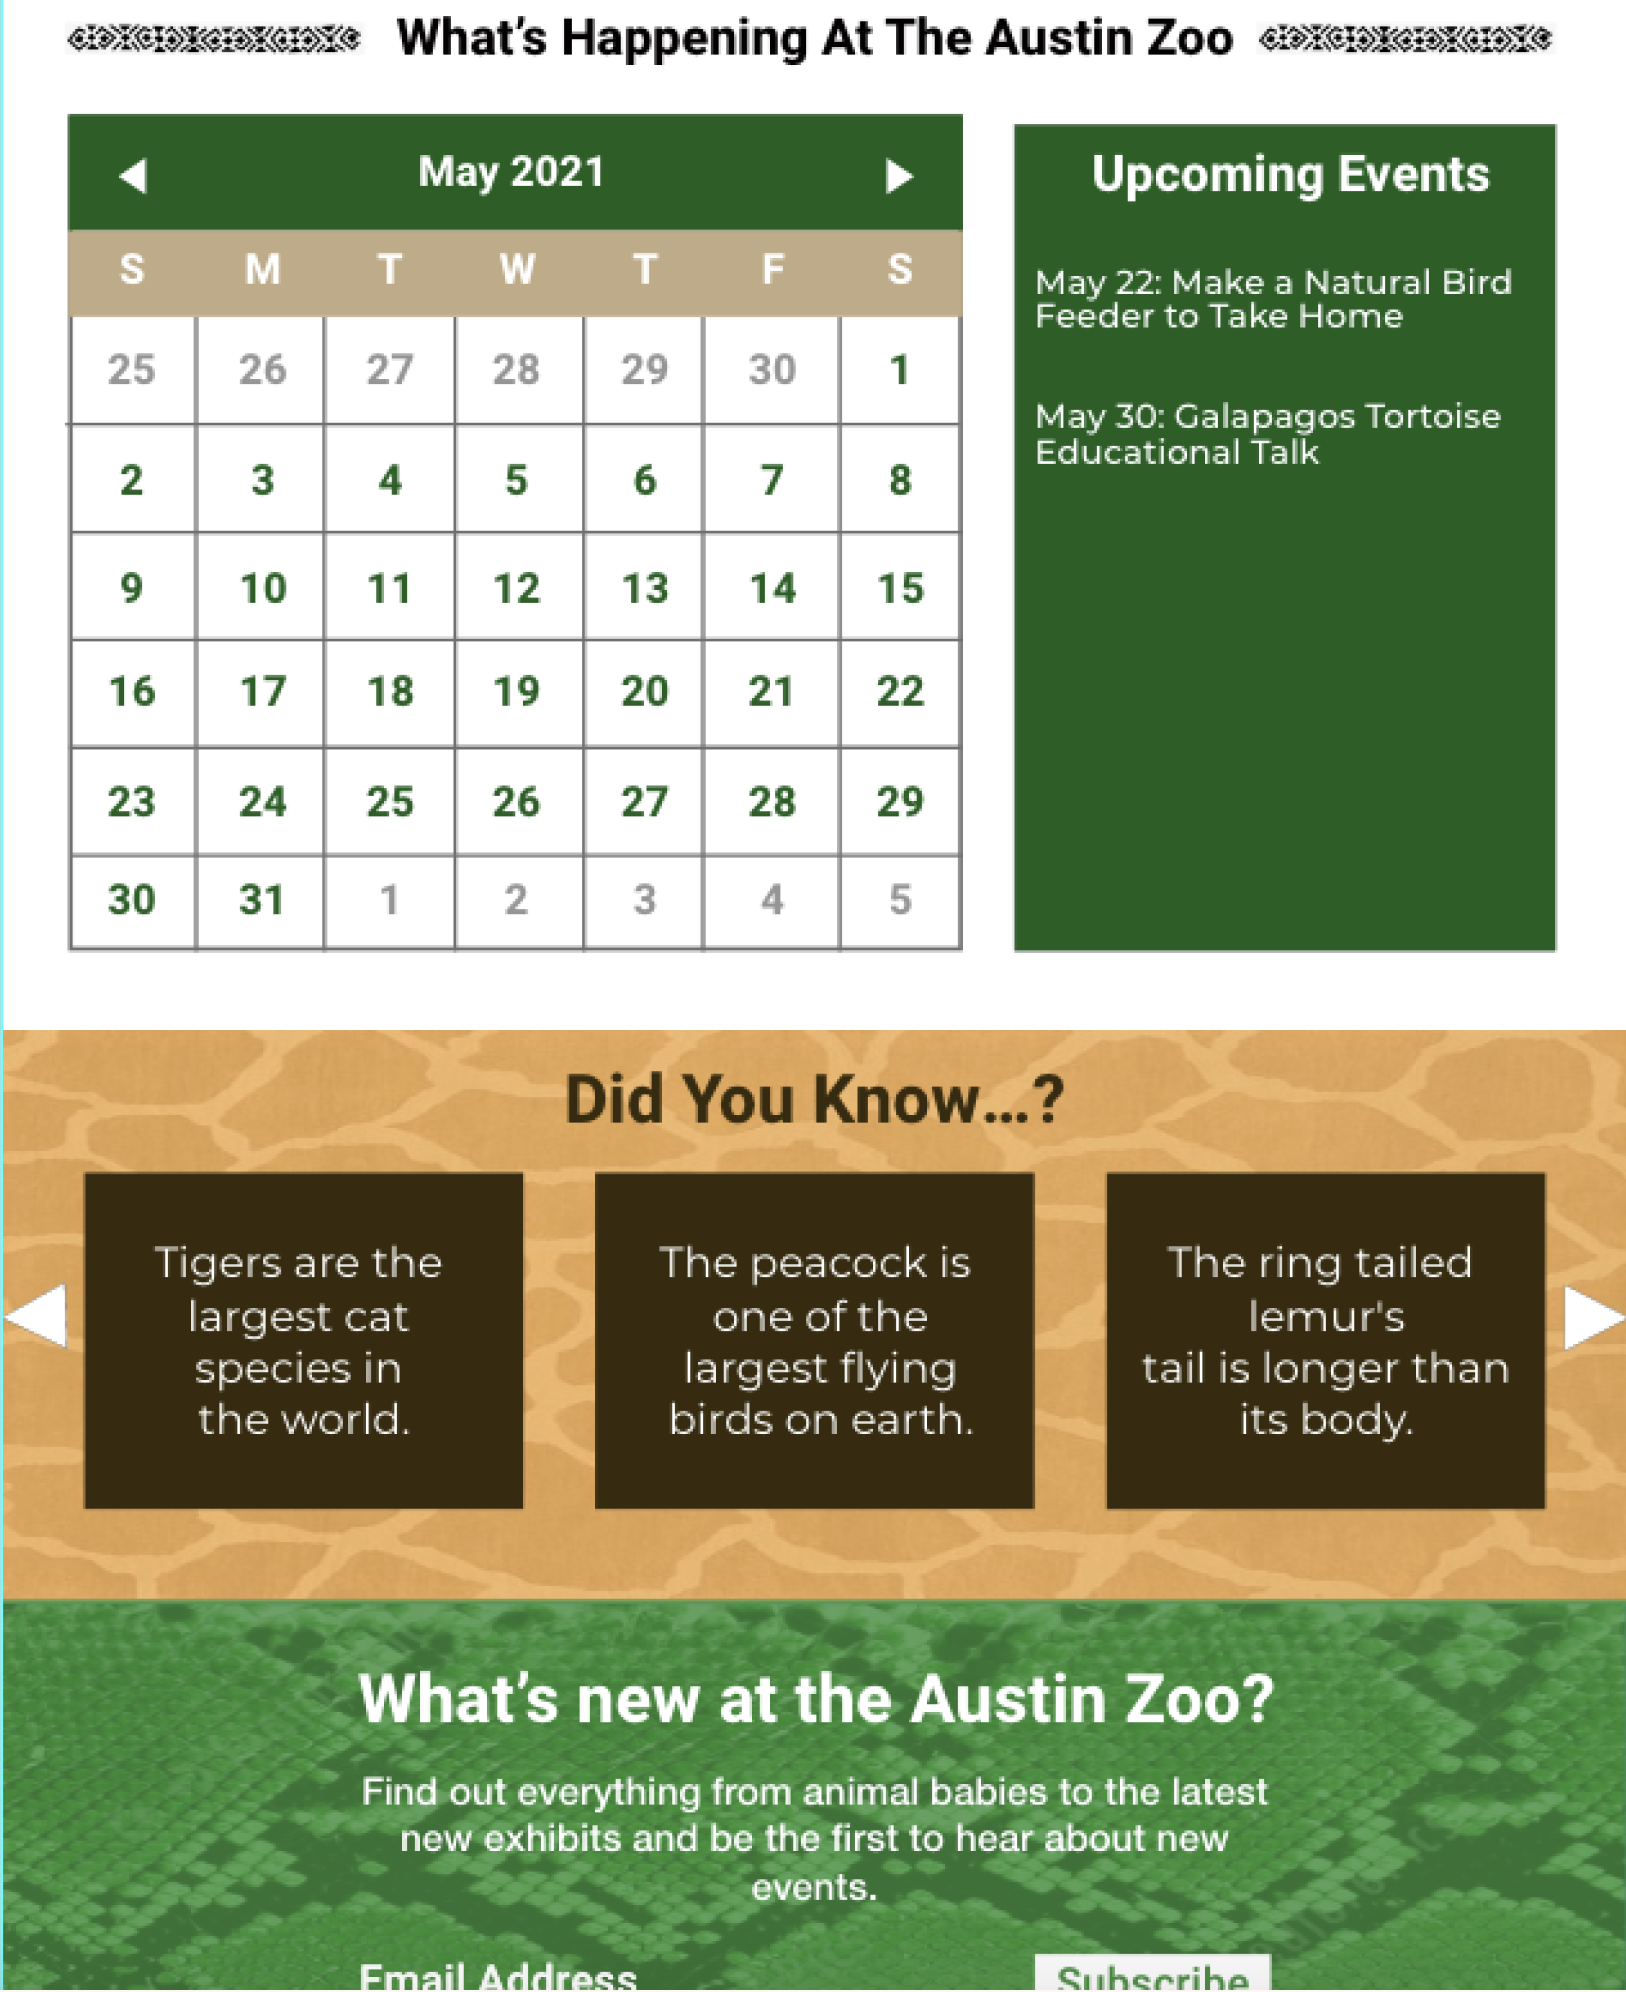 What’s Happening At The Austin Zoo
May 2021
S M T W T F S
25 26 27 28 29 30 1
2 3 4 5 6 7 8
9 10 11 12 13 14 15
16 17 18 19 20 21 22
23 24 25 26 27 28 29
30 31 1 2 3 4 5
Upcoming Events
May 22: Make a Natural Bird
Feeder to Take Home
May 30: Galapagos Tortoise
Educational Talk
Did You Know...?
Tigers are the
largest cat
species in
the world.
The peacock is
one of the
largest flying
birds on earth.
The ring tailed
lemur's
tail is longer than
its body.
What’s new at the Austin Zoo?
Find out everything from animal babies to the latest
new exhibits and be the first to hear about new
events.
Email Address
Subscribe